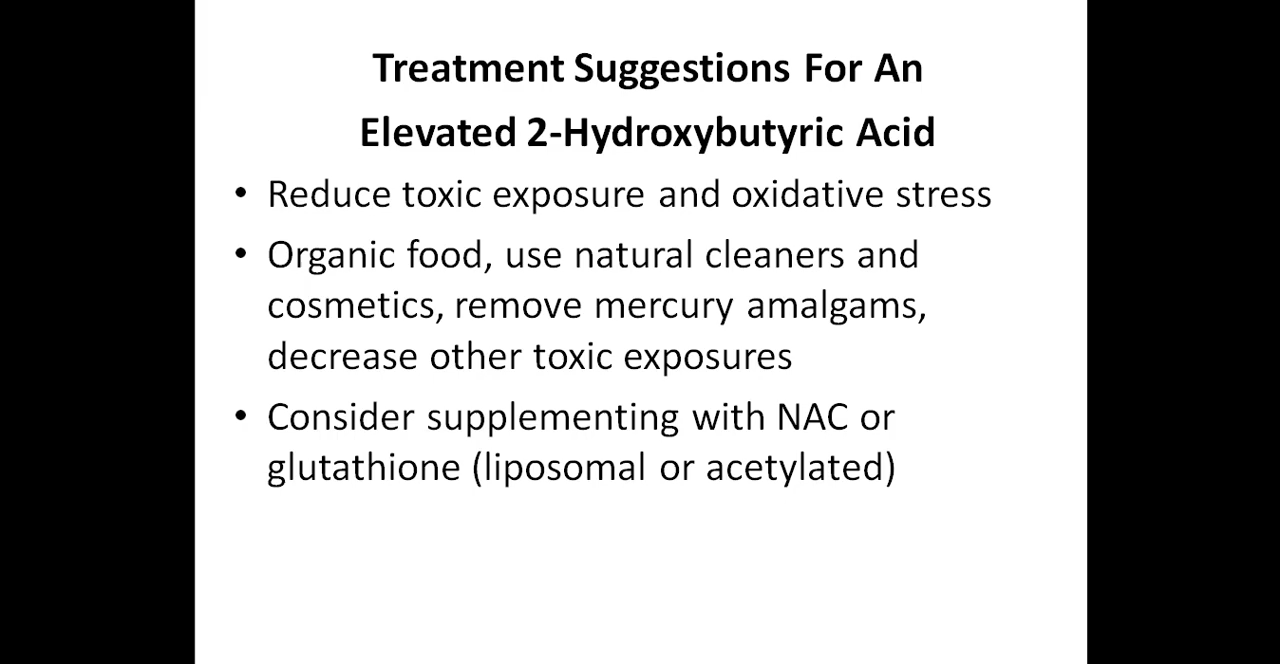 Treatment Suggestions For An
Elevated 2-Hydroxybutyric Acid
• Reduce toxic exposure and oxidative stress
• Organic food, use natural cleaners and
cosmetics, remove mercury amalgams,
decrease other toxic exposures
• Consider supplementing with NAC or
glutathione (liposomal or acetylated)